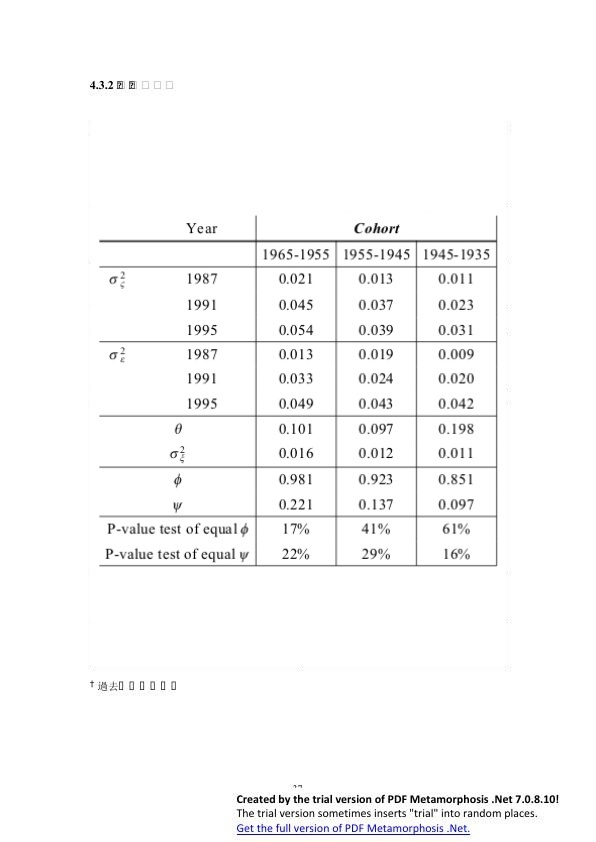 4.3.2
Year Cohort
1965-1955 1955-1945 1945-1935
σ²ζ 1987 0.021 0.013 0.011
1991 0.045 0.037 0.023
1995 0.054 0.039 0.031
σ²ε 1987 0.013 0.019 0.009
1991 0.033 0.024 0.020
1995 0.049 0.043 0.042
θ 0.101 0.097 0.198
σ²ξ 0.016 0.012 0.011
ϕ 0.981 0.923 0.851
ψ 0.221 0.137 0.097
P-value test of equal ϕ 17% 41% 61%
P-value test of equal ψ 22% 29% 16%
† 過去
Created by the trial version of PDF Metamorphosis .Net 7.0.8.10!
The trial version sometimes inserts "trial" into random places.
Get the full version of PDF Metamorphosis .Net.